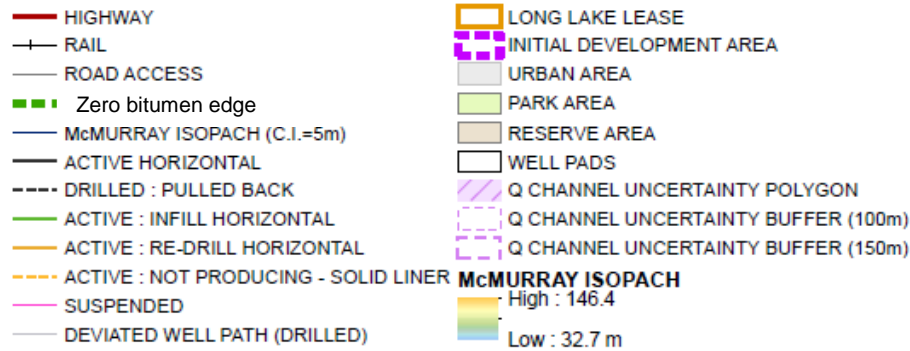 HIGHWAY
RAIL
ROAD ACCESS
Zero bitumen edge
McMURRAY ISOPACH (C.I.=5m)
ACTIVE HORIZONTAL
DRILLED : PULLED BACK
ACTIVE : INFILL HORIZONTAL
ACTIVE : RE-DRILL HORIZONTAL
ACTIVE : NOT PRODUCING - SOLID LINER
SUSPENDED
DEVIATED WELL PATH (DRILLED)
LONG LAKE LEASE
INITIAL DEVELOPMENT AREA
URBAN AREA
PARK AREA
RESERVE AREA
WELL PADS
Q CHANNEL UNCERTAINTY POLYGON
Q CHANNEL UNCERTAINTY BUFFER (100m)
Q CHANNEL UNCERTAINTY BUFFER (150m)
McMURRAY ISOPACH
High : 146.4
Low : 32.7 m